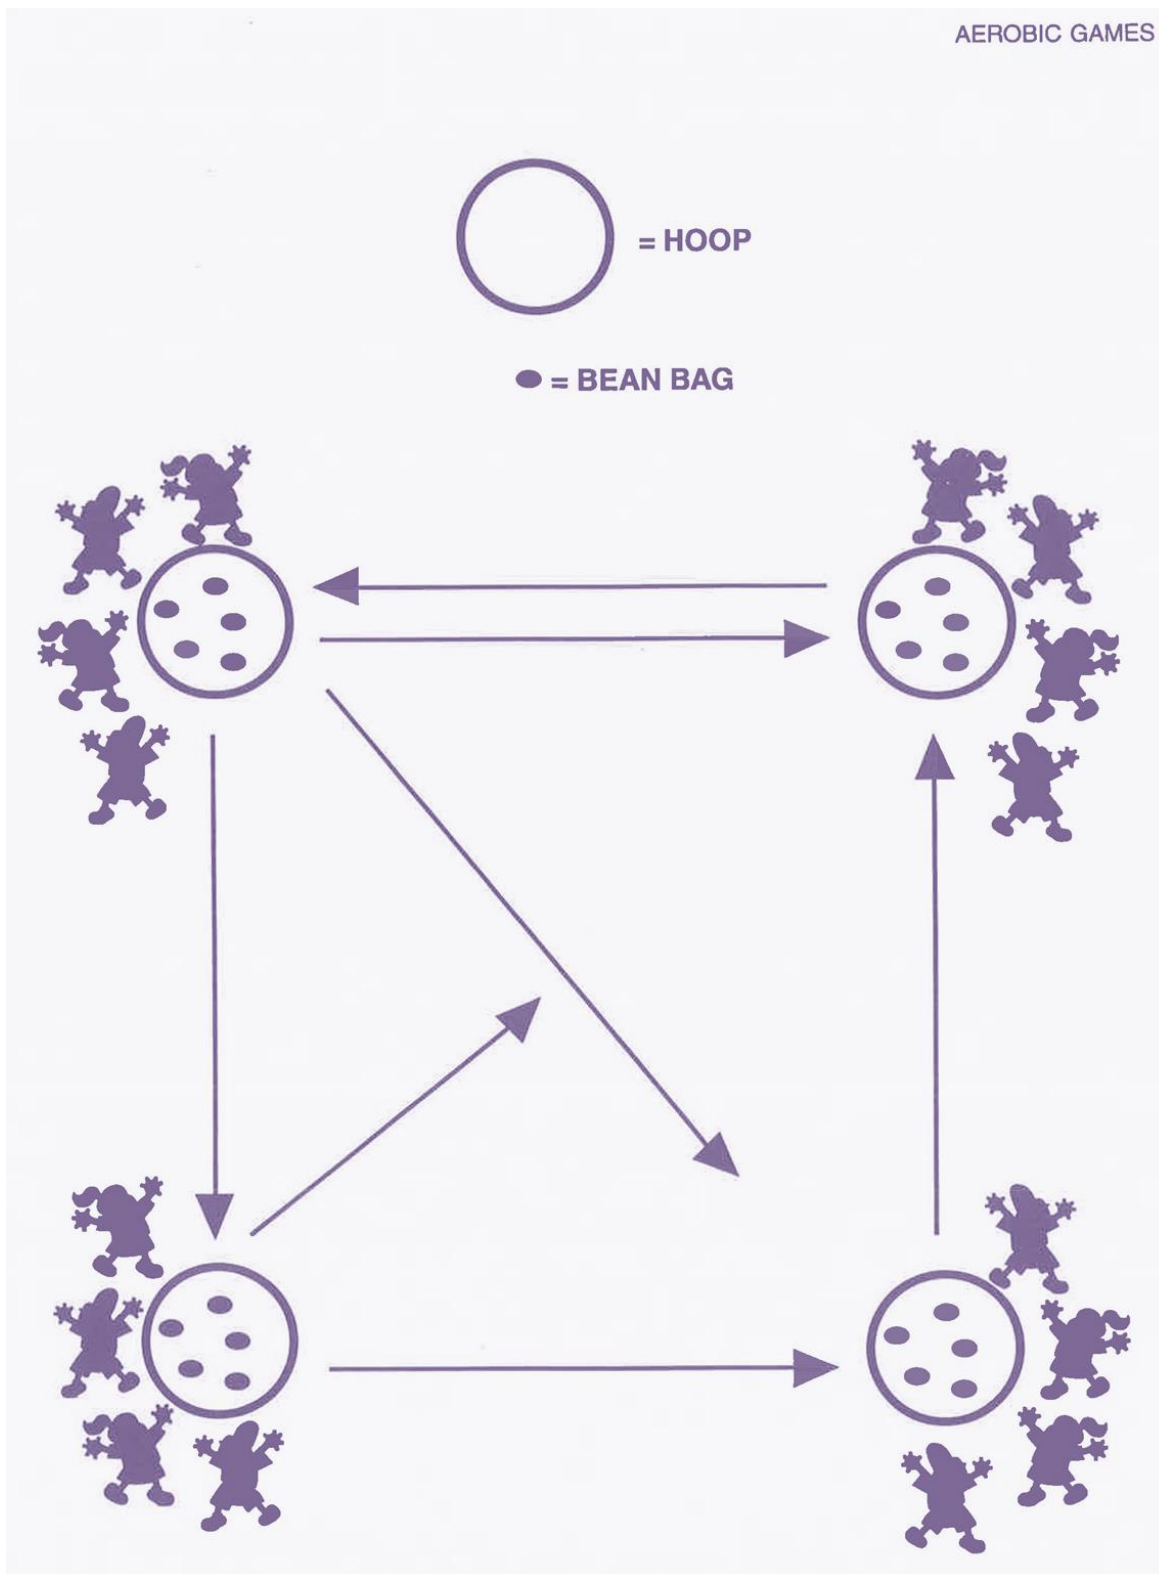 AEROBIC GAMES
= HOOP
= BEAN BAG